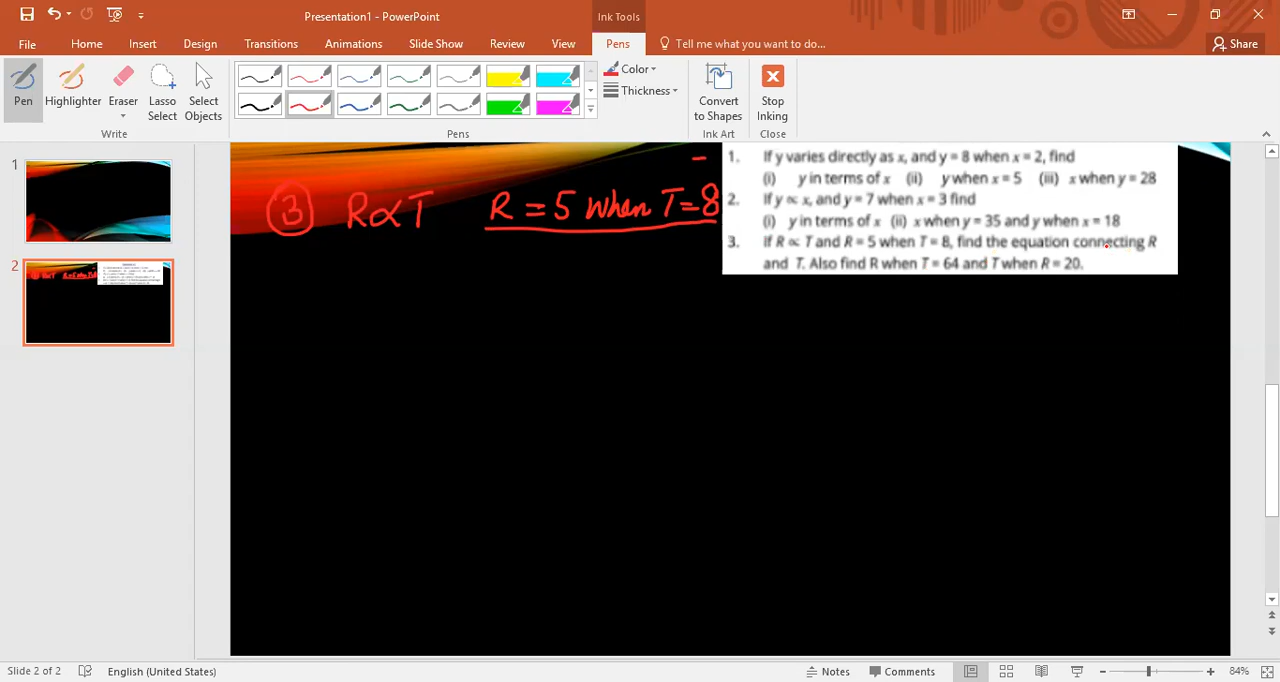 Presentation1 - PowerPoint
Ink Tools
File Home Insert Design Transitions Animations Slide Show Review View Pens Tell me what you want to do... Share
Pen Highlighter Eraser Lasso Select Select Objects
Color
Thickness
Convert to Shapes
Stop Inking
Write Pens Ink Art Close
1
2
③ R∝T R = 5 when T=8
1. If y varies directly as x, and y = 8 when x = 2, find
(i) y in terms of x (ii) y when x = 5 (iii) x when y = 28
2. If y ∝ x, and y = 7 when x = 3 find
(i) y in terms of x (ii) x when y = 35 and y when x = 18
3. If R ∝ T and R = 5 when T = 8, find the equation connecting R
and T. Also find R when T = 64 and T when R = 20.
Slide 2 of 2 English (United States) Notes Comments 84%